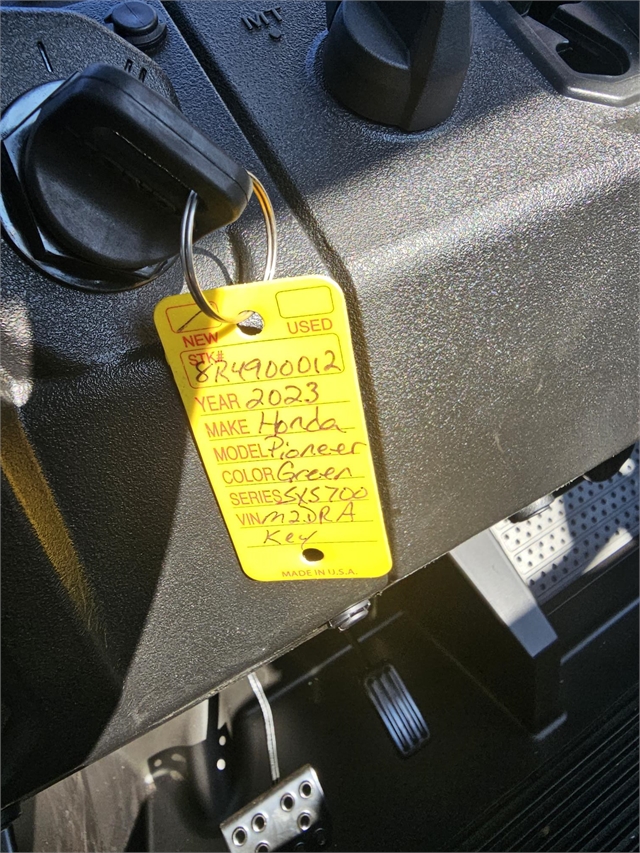 MT
NEW USED
STK# 8R4900012
YEAR 2023
MAKE Honda
MODEL Pioneer
COLOR Green
SERIES SXS700
VIN M2DRA
Key
MADE IN U.S.A.